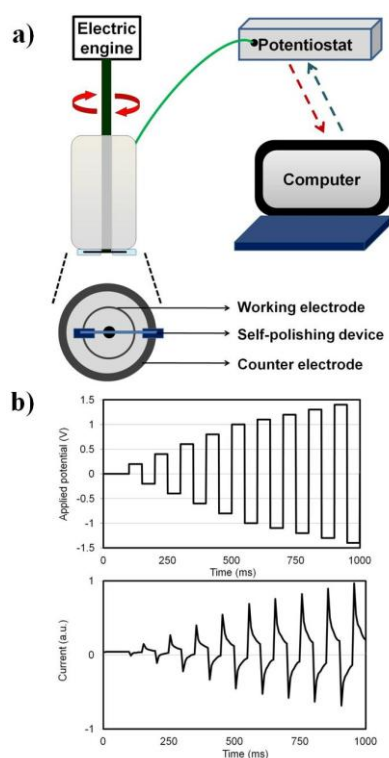 a)
Electric
engine
Potentiostat
Computer
Working electrode
Self-polishing device
Counter electrode
b)
Applied potential (V)
1.5
1
0.5
0
-0.5
-1
-1.5
0 250 500 750 1000
Time (ms)
Current (a.u.)
1
0
-1
0 250 500 750 1000
Time (ms)